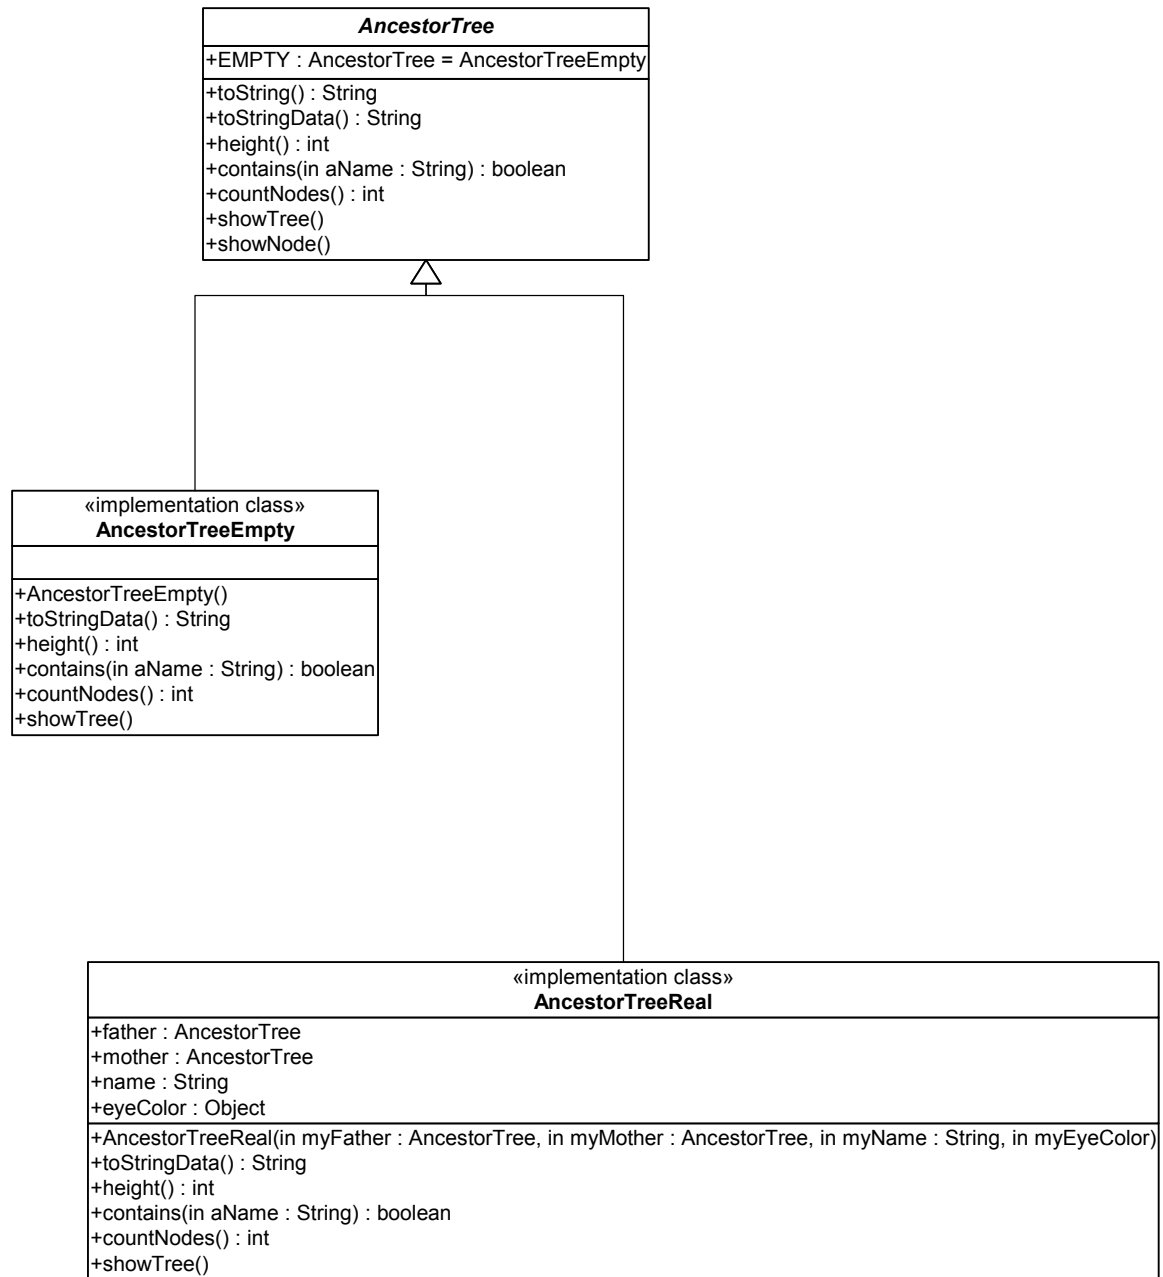 AncestorTree
+EMPTY : AncestorTree = AncestorTreeEmpty
+toString() : String
+toStringData() : String
+height() : int
+contains(in aName : String) : boolean
+countNodes() : int
+showTree()
+showNode()
«implementation class»
AncestorTreeEmpty
+AncestorTreeEmpty()
+toStringData() : String
+height() : int
+contains(in aName : String) : boolean
+countNodes() : int
+showTree()
«implementation class»
AncestorTreeReal
+father : AncestorTree
+mother : AncestorTree
+name : String
+eyeColor : Object
+AncestorTreeReal(in myFather : AncestorTree, in myMother : AncestorTree, in myName : String, in myEyeColor)
+toStringData() : String
+height() : int
+contains(in aName : String) : boolean
+countNodes() : int
+showTree()